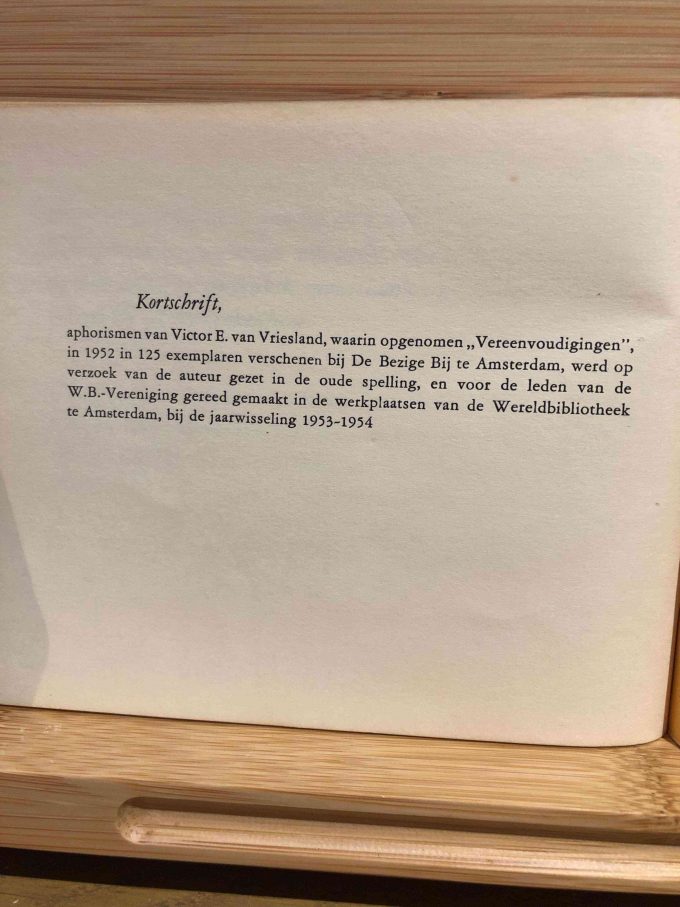 Kortschrift,
aphorismen van Victor E. van Vriesland, waarin opgenomen „Vereenvoudigingen”,
in 1952 in 125 exemplaren verschenen bij De Bezige Bij te Amsterdam, werd op
verzoek van de auteur gezet in de oude spelling, en voor de leden van de
W.B.-Vereniging gereed gemaakt in de werkplaatsen van de Wereldbibliotheek
te Amsterdam, bij de jaarwisseling 1953-1954